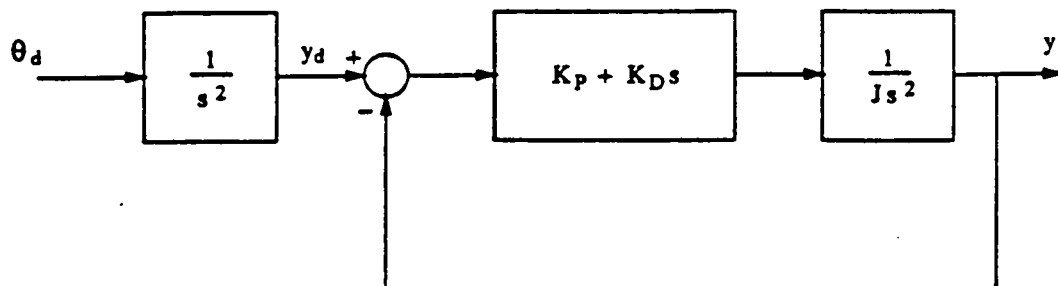 θd
1
s²
yd
+
-
KP + KDs
1
Js²
y